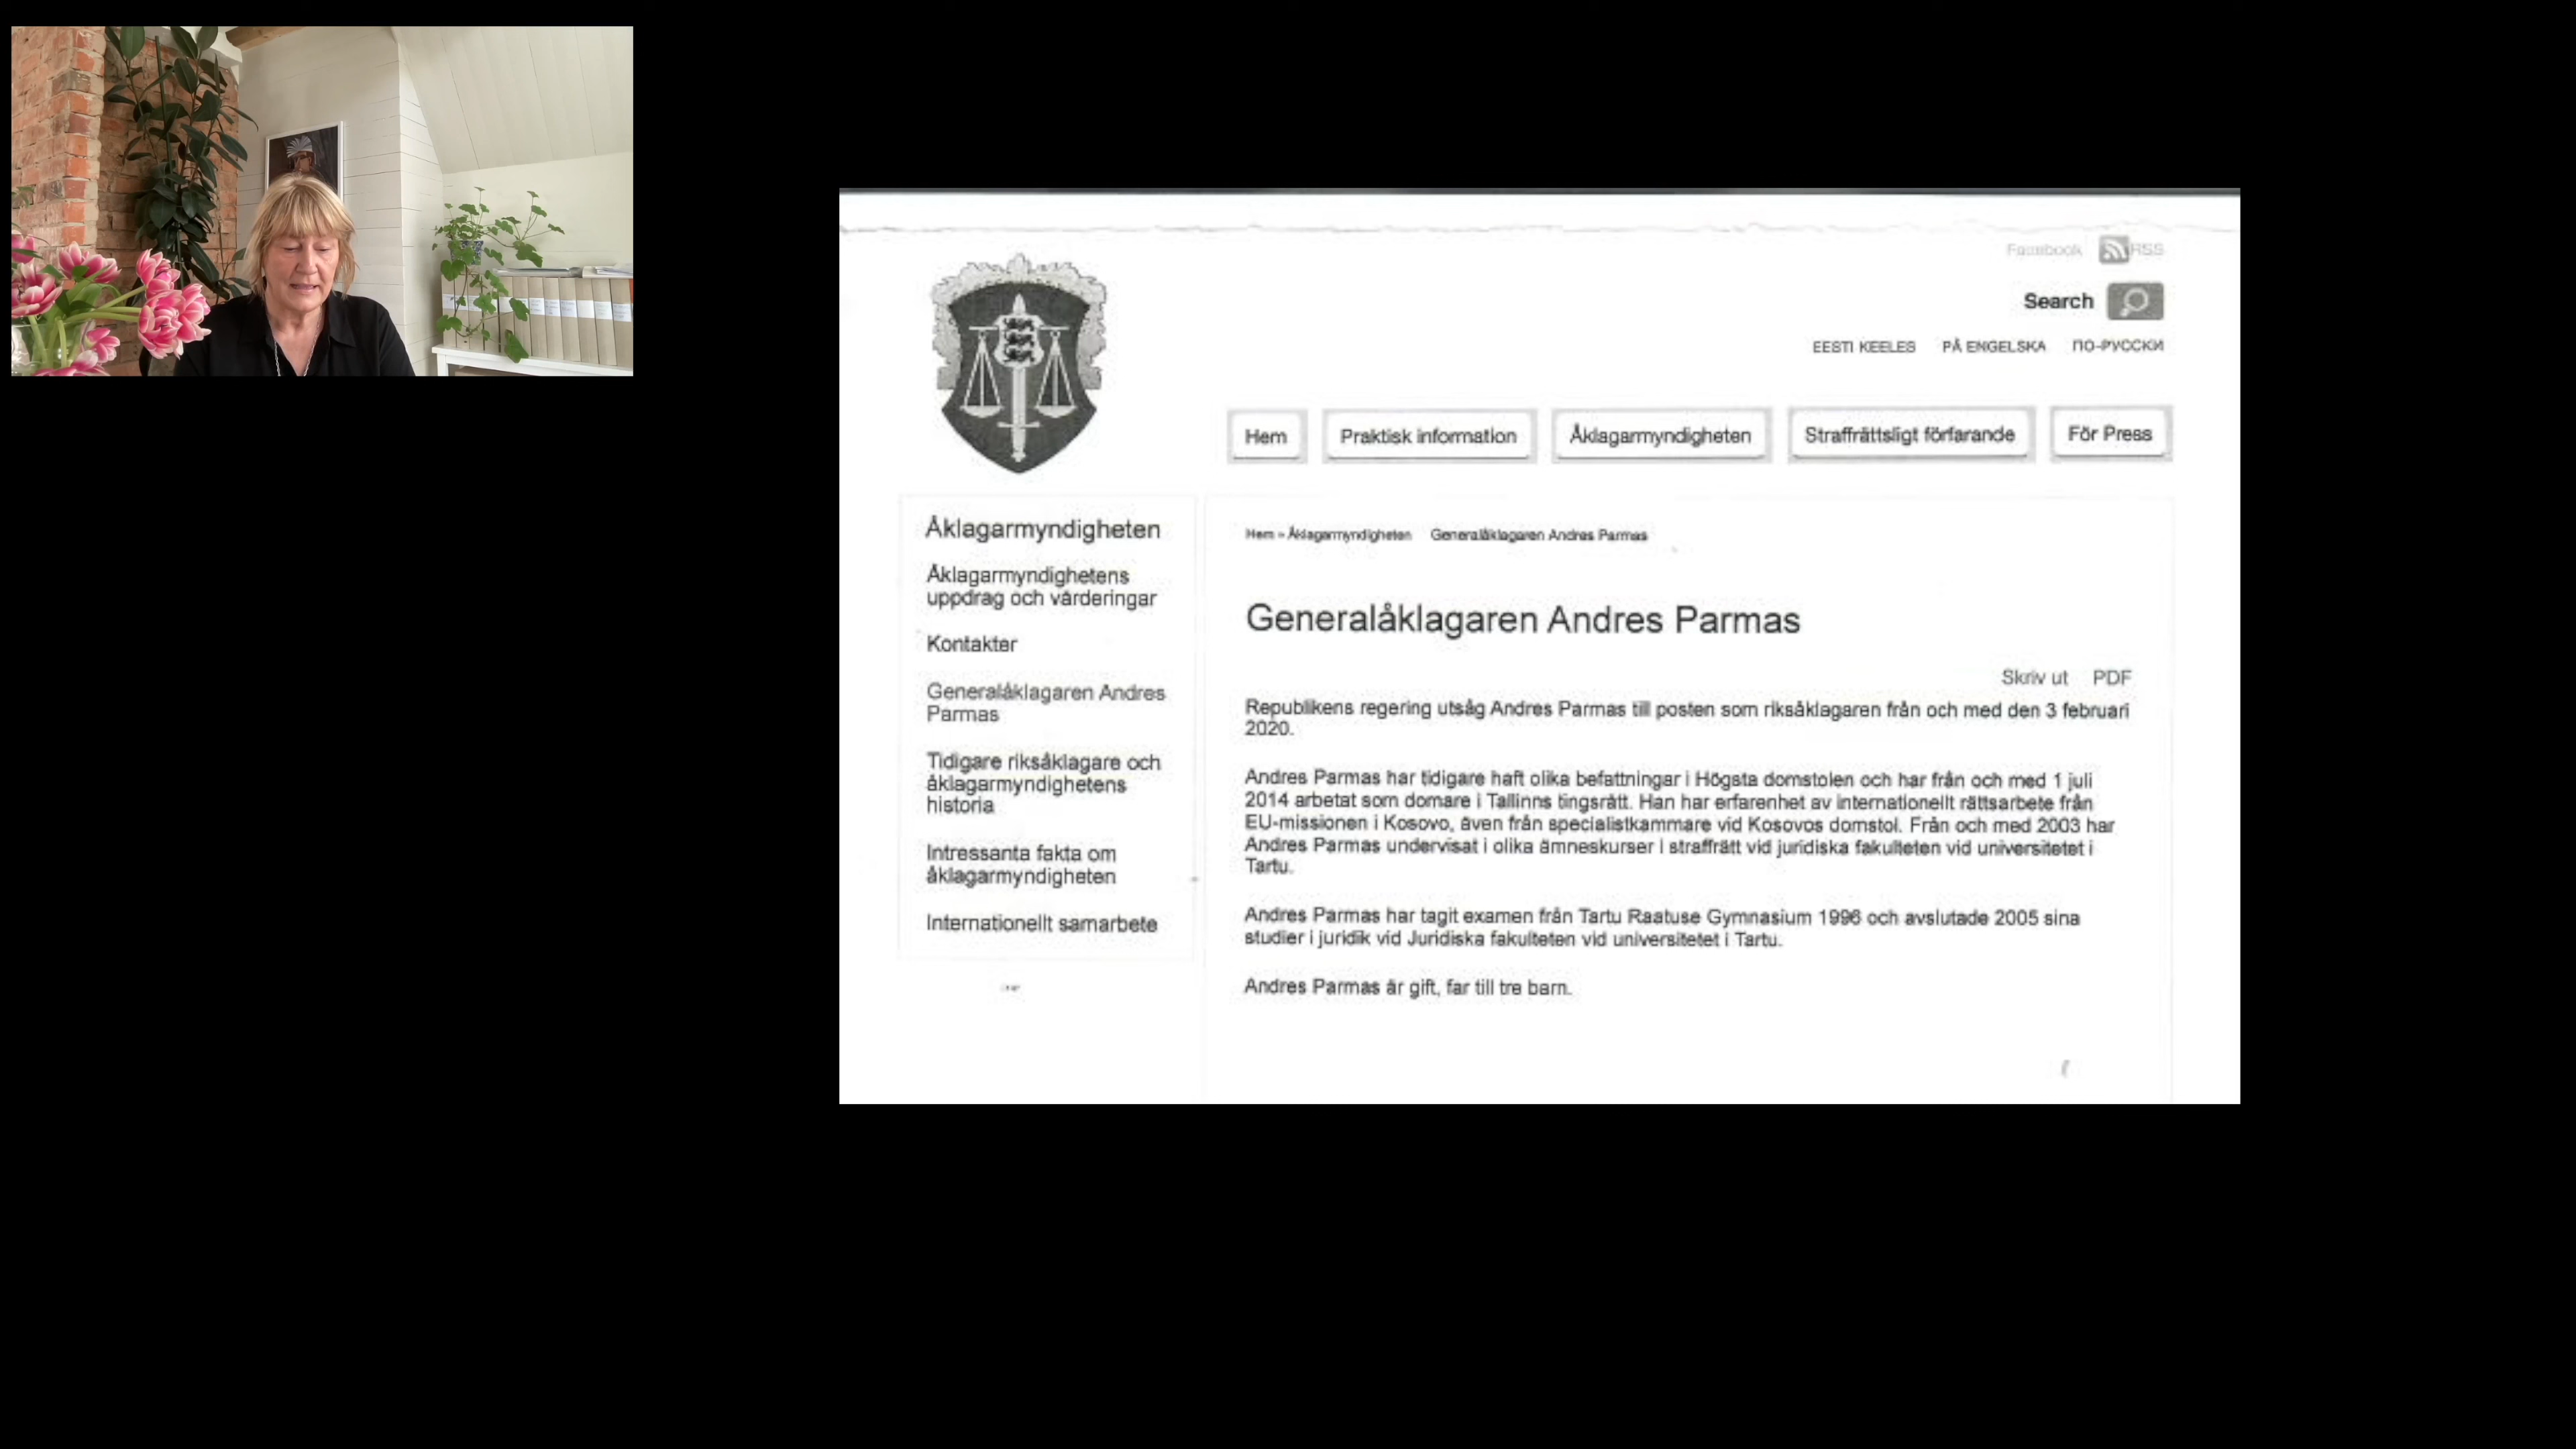 Facebook RSS
Search
EESTI KEELES PÅ ENGELSKA ПО-РУССКИ
Hem Praktisk information Åklagarmyndigheten Straffrättsligt förfarande För Press
Åklagarmyndigheten
Åklagarmyndighetens
uppdrag och värderingar
Kontakter
Generalåklagaren Andres
Parmas
Tidigare riksåklagare och
åklagarmyndighetens
historia
Intressanta fakta om
åklagarmyndigheten
Internationellt samarbete
Hem » Åklagarmyndigheten Generalåklagaren Andres Parmas
Generalåklagaren Andres Parmas
Skriv ut PDF
Republikens regering utsåg Andres Parmas till posten som riksåklagaren från och med den 3 februari
2020.
Andres Parmas har tidigare haft olika befattningar i Högsta domstolen och har från och med 1 juli
2014 arbetat som domare i Tallinns tingsrätt. Han har erfarenhet av internationellt rättsarbete från
EU-missionen i Kosovo, även från specialistkammare vid Kosovos domstol. Från och med 2003 har
Andres Parmas undervisat i olika ämneskurser i straffrätt vid juridiska fakulteten vid universitetet i
Tartu.
Andres Parmas har tagit examen från Tartu Raatuse Gymnasium 1996 och avslutade 2005 sina
studier i juridik vid Juridiska fakulteten vid universitetet i Tartu.
Andres Parmas är gift, far till tre barn.